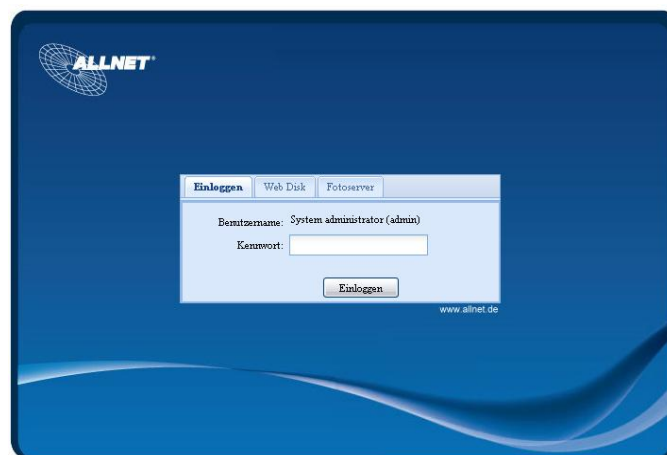 ALLNET®
Einloggen Web Disk Fotoserver
Benutzername: System administrator (admin)
Kennwort:
Einloggen
www.allnet.de